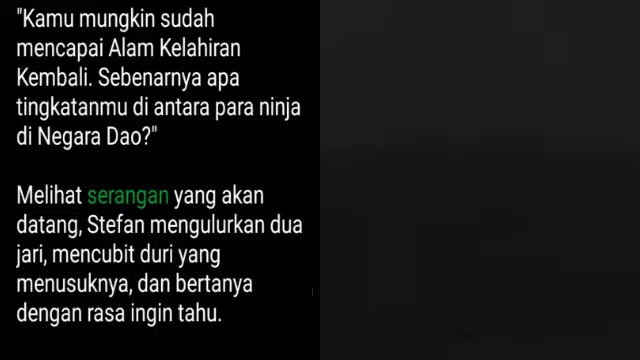 "Kamu mungkin sudah
mencapai Alam Kelahiran
Kembali. Sebenarnya apa
tingkatanmu di antara para ninja
di Negara Dao?"
Melihat serangan yang akan
datang, Stefan mengulurkan dua
jari, mencubit duri yang
menusuknya, dan bertanya
dengan rasa ingin tahu.